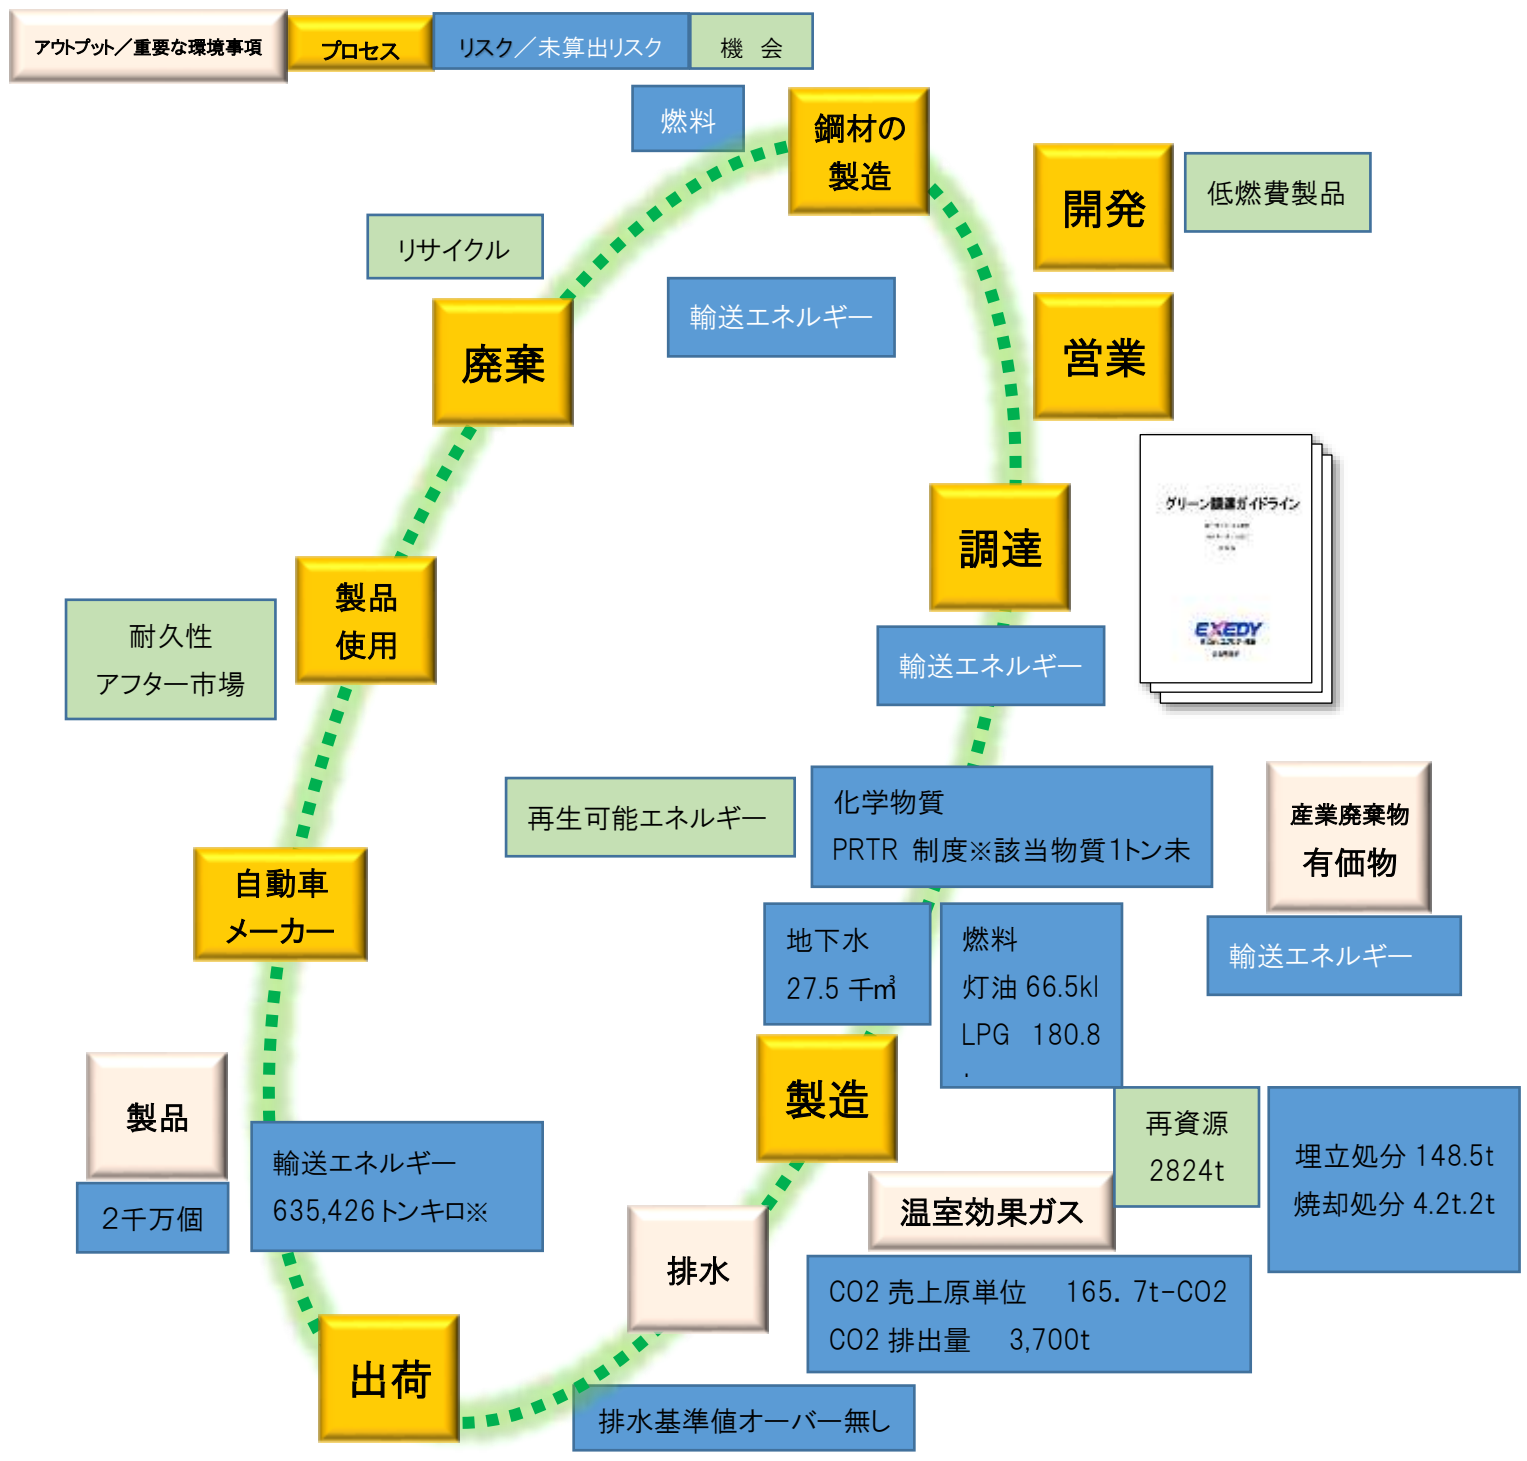 アウトプット／重要な環境事項
プロセス
リスク／未算出リスク
機　会
燃料
鋼材の
製造
開発
低燃費製品
リサイクル
輸送エネルギー
営業
廃棄
グリーン調達ガイドライン
調達
製品
使用
耐久性
アフター市場
EXEDY
輸送エネルギー
再生可能エネルギー
化学物質
PRTR 制度※該当物質1トン未
産業廃棄物
有価物
自動車
メーカー
地下水
27.5 千㎥
燃料
灯油 66.5kl
LPG 180.8
輸送エネルギー
製品
2千万個
製造
輸送エネルギー
635,426トンキロ※
再資源
2824t
埋立処分 148.5t
焼却処分 4.2t.2t
温室効果ガス
排水
CO2 売上原単位　165．7t-CO2
CO2 排出量　3,700t
出荷
排水基準値オーバー無し